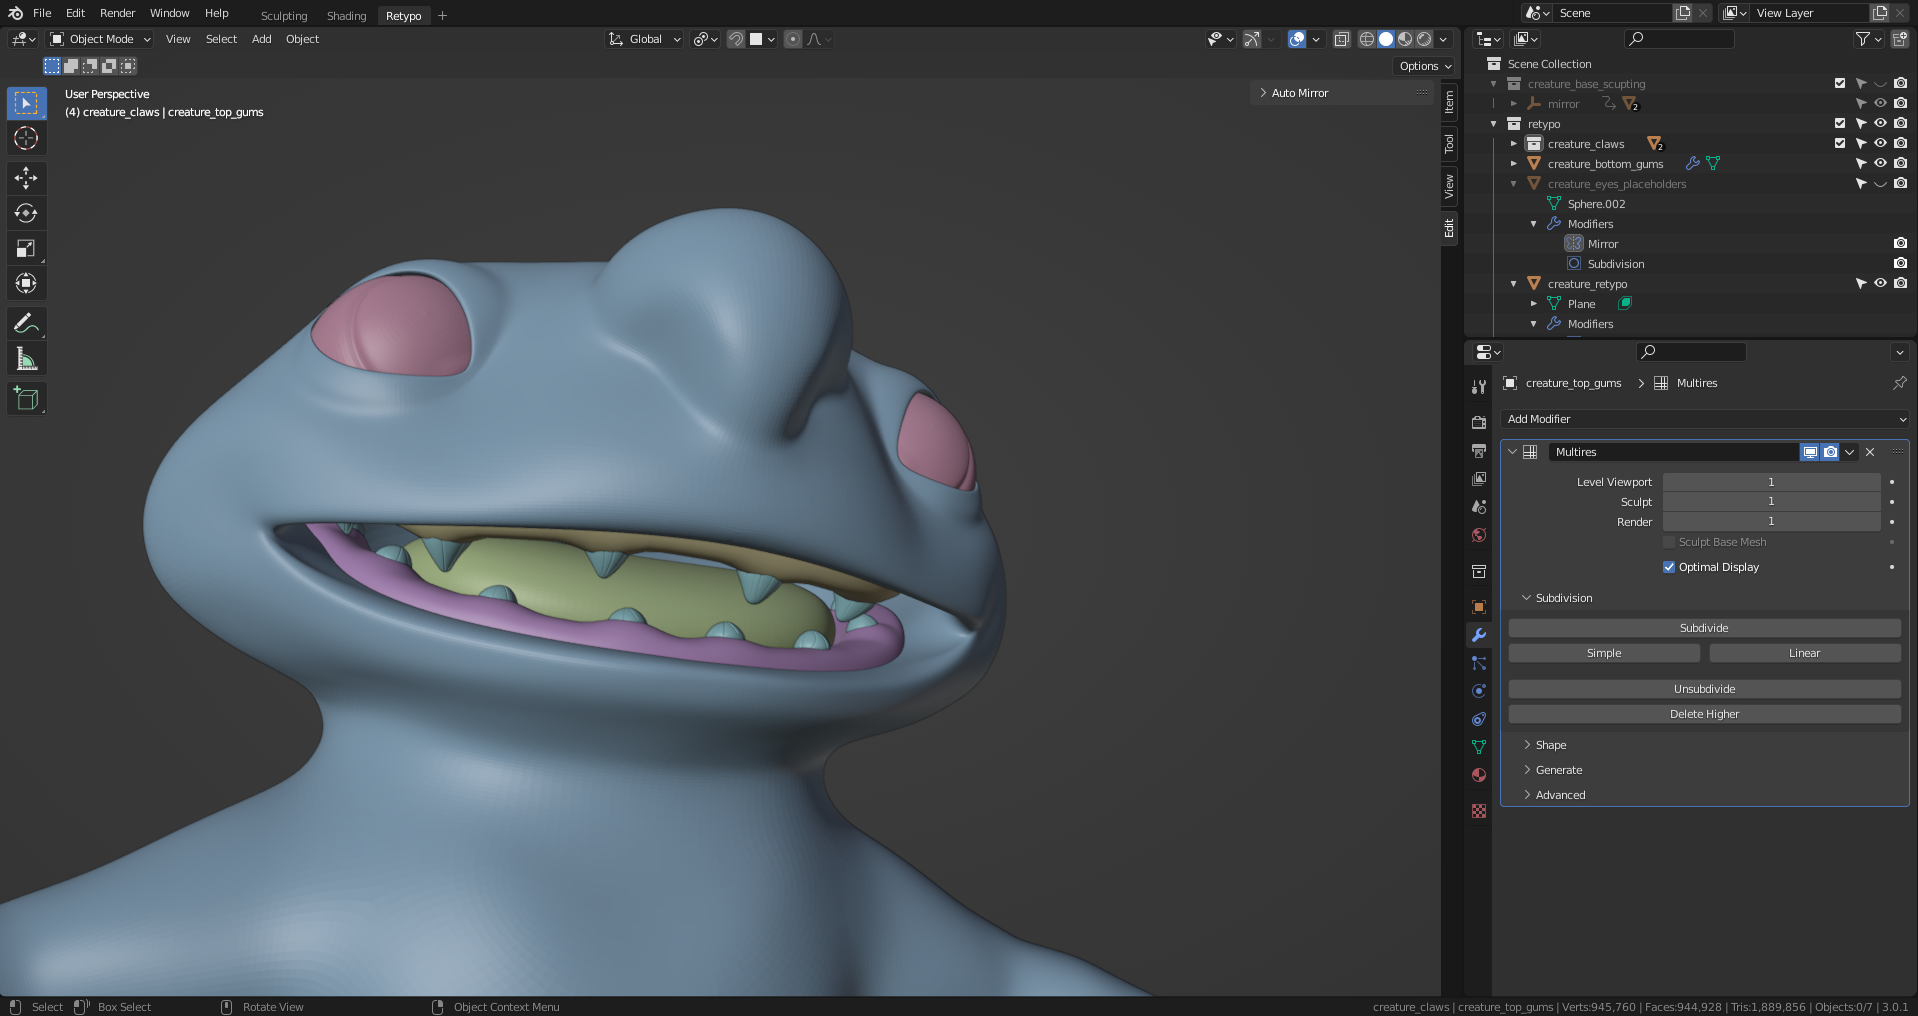 File Edit Render Window Help Sculpting Shading Retypo + Scene View Layer
Object Mode View Select Add Object Global
Options
User Perspective
(4) creature_claws | creature_top_gums
Auto Mirror
Item
Tool
View
Edit
Scene Collection
creature_base_scupting
mirror 2
retypo
creature_claws 2
creature_bottom_gums
creature_eyes_placeholders
Sphere.002
Modifiers
Mirror
Subdivision
creature_retypo
Plane
Modifiers
creature_top_gums > Multires
Add Modifier
Multires
Level Viewport 1
Sculpt 1
Render 1
Sculpt Base Mesh
Optimal Display
Subdivision
Subdivide
Simple Linear
Unsubdivide
Delete Higher
Shape
Generate
Advanced
Select Box Select Rotate View Object Context Menu creature_claws | creature_top_gums | Verts:945,760 | Faces:944,928 | Tris:1,889,856 | Objects:0/7 | 3.0.1